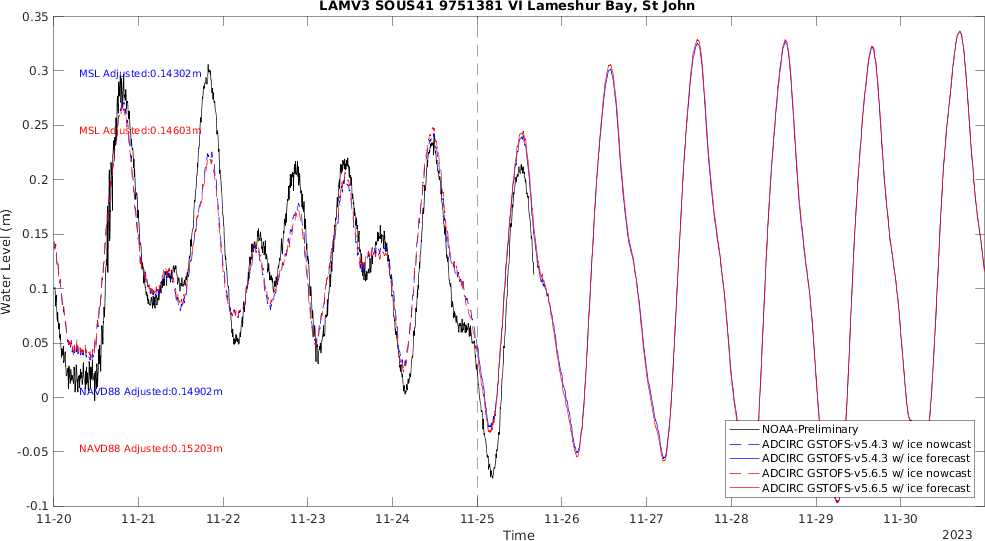 LAMV3 SOUS41 9751381 VI Lameshur Bay, St John
0.35
0.3
0.25
0.2
0.15
0.1
0.05
0
-0.05
-0.1
Water Level (m)
MSL Adjusted:0.14302m
MSL Adjusted:0.14603m
NAVD88 Adjusted:0.14902m
NAVD88 Adjusted:0.15203m
NOAA-Preliminary
ADCIRC GSTOFS-v5.4.3 w/ ice nowcast
ADCIRC GSTOFS-v5.4.3 w/ ice forecast
ADCIRC GSTOFS-v5.6.5 w/ ice nowcast
ADCIRC GSTOFS-v5.6.5 w/ ice forecast
11-20 11-21 11-22 11-23 11-24 11-25 11-26 11-27 11-28 11-29 11-30
Time
2023